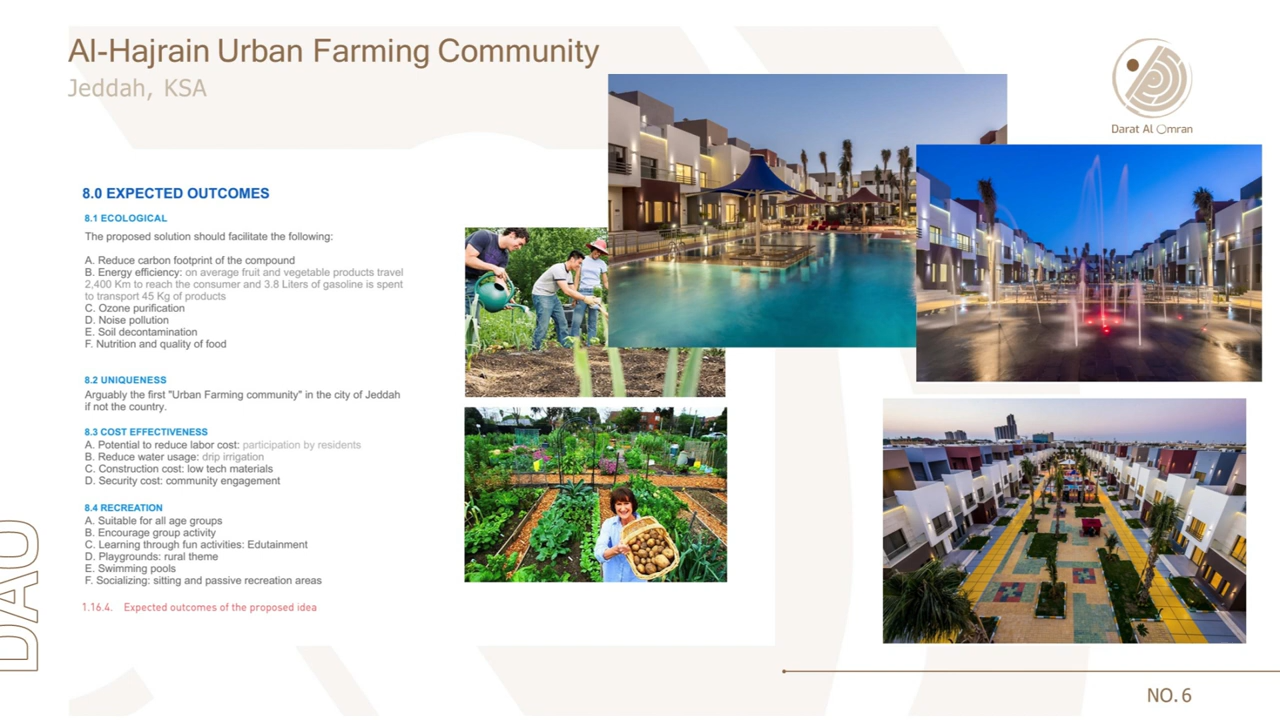 Al-Hajrain Urban Farming Community
Jeddah, KSA
Darat Al Omran
8.0 EXPECTED OUTCOMES
8.1 ECOLOGICAL
The proposed solution should facilitate the following:
A. Reduce carbon footprint of the compound
B. Energy efficiency: on average fruit and vegetable products travel
2,400 Km to reach the consumer and 3.8 Liters of gasoline is spent
to transport 45 Kg of products
C. Ozone purification
D. Noise pollution
E. Soil decontamination
F. Nutrition and quality of food
8.2 UNIQUENESS
Arguably the first "Urban Farming community" in the city of Jeddah
if not the country.
8.3 COST EFFECTIVENESS
A. Potential to reduce labor cost: participation by residents
B. Reduce water usage: drip irrigation
C. Construction cost: low tech materials
D. Security cost: community engagement
8.4 RECREATION
A. Suitable for all age groups
B. Encourage group activity
C. Learning through fun activities: Edutainment
D. Playgrounds: rural theme
E. Swimming pools
F. Socializing: sitting and passive recreation areas
1.16.4. Expected outcomes of the proposed idea
DAO
NO. 6